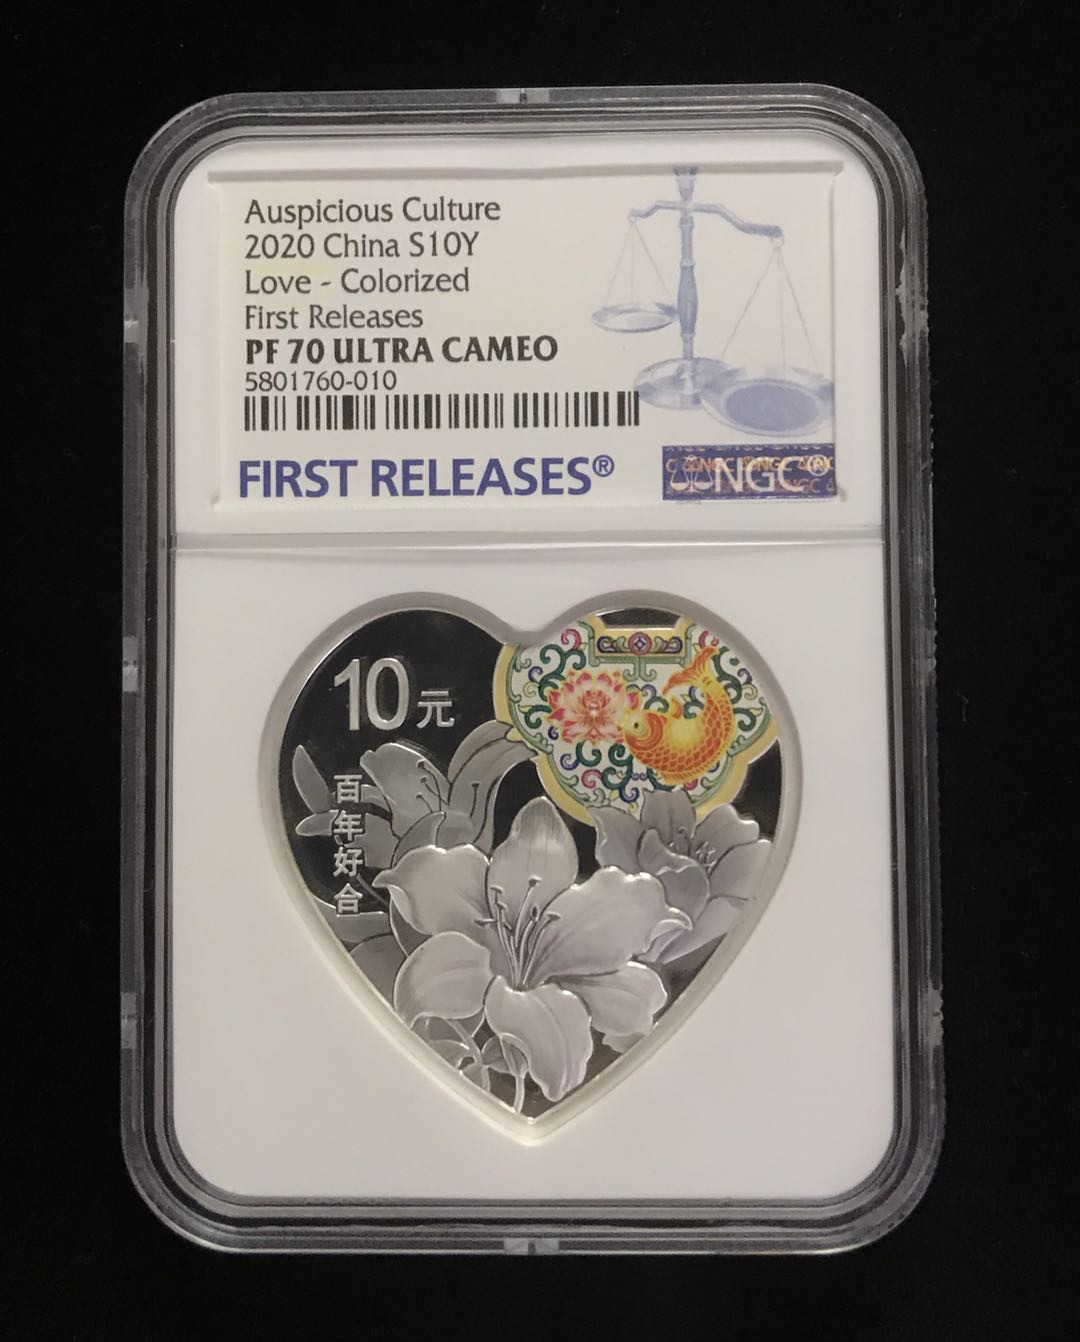 Auspicious Culture
2020 China S10Y
Love - Colorized
First Releases
PF 70 ULTRA CAMEO
5801760-010
FIRST RELEASES®
NGC®
10元
百年好合